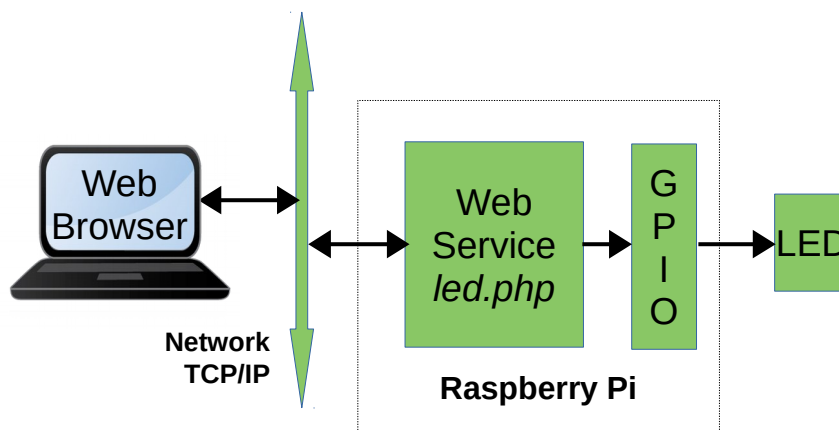 Web
Browser
Network
TCP/IP
Web
Service
led.php
G
P
I
O
LED
Raspberry Pi